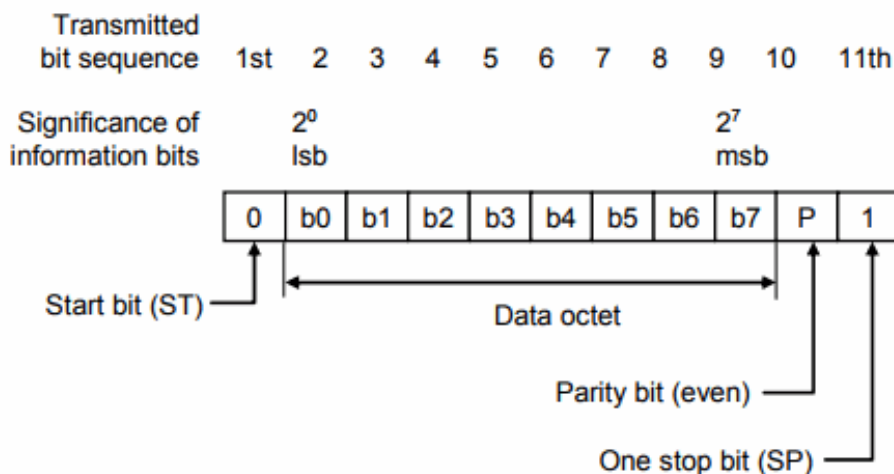 Transmitted
bit sequence 1st 2 3 4 5 6 7 8 9 10 11th
Significance of 2⁰ 2⁷
information bits lsb msb
0 b0 b1 b2 b3 b4 b5 b6 b7 P 1
Start bit (ST)
Data octet
Parity bit (even)
One stop bit (SP)